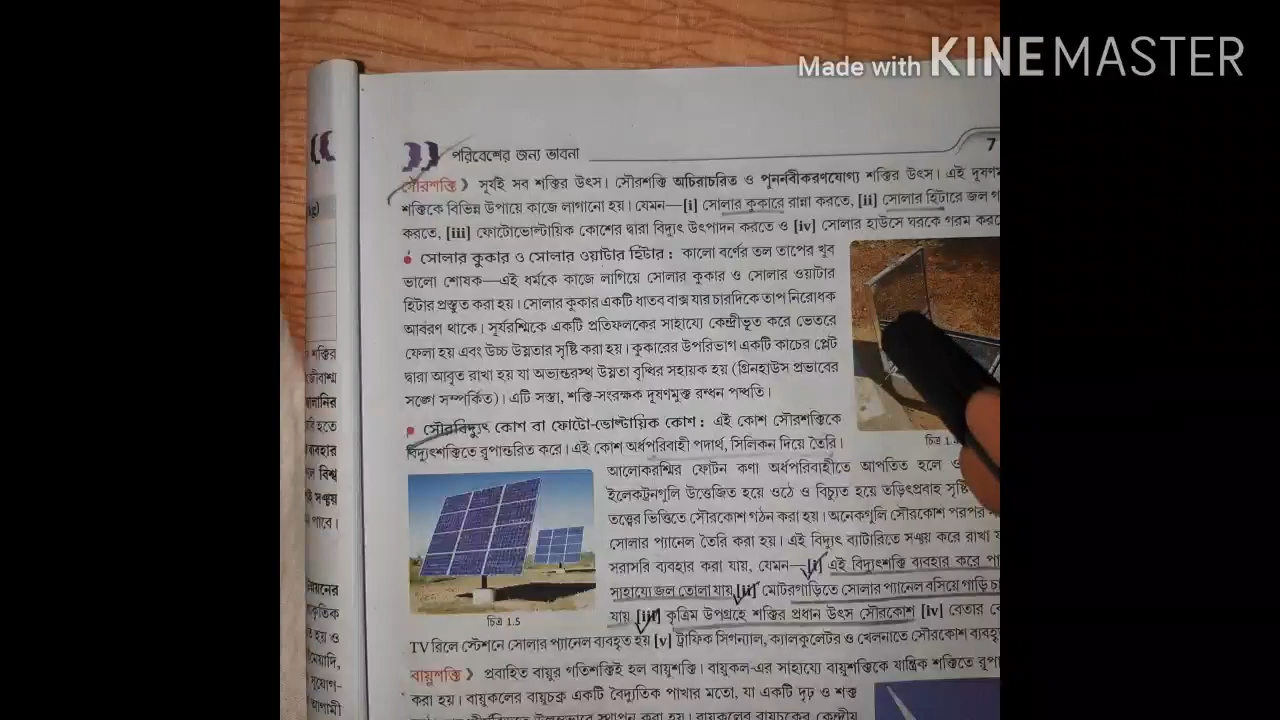 Made with KINEMASTER
পরিবেশের জন্য ভাবনা
7
সৌরশক্তি 》 সূর্যই সব শক্তির উৎস। সৌরশক্তি অচিরাচরিত ও পুনর্নবীকরণযোগ্য শক্তির উৎস। এই
শক্তিকে বিভিন্ন উপায়ে কাজে লাগানো হয়। যেমন—[i] সোলার কুকারে রান্না করতে, [ii] সোলার হিটারে জল
করতে, [iii] ফোটোভোল্টায়িক কোশের দ্বারা বিদ্যুৎ উৎপাদন করতে ও [iv] সোলার হাউসে ঘরকে গরম
• সোলার কুকার ও সোলার ওয়াটার হিটার : কালো বর্ণের তল তাপের খুব
ভালো শোষক—এই ধর্মকে কাজে লাগিয়ে সোলার কুকার ও সোলার ওয়াটার
হিটার প্রস্তুত করা হয়। সোলার কুকার একটি ধাতব বাক্স যার চারদিকে তাপ নিরোধক
আবরণ থাকে। সূর্যরশ্মিকে একটি প্রতিফলকের সাহায্যে কেন্দ্রীভূত করে ভেতরে
ফেলা হয় এবং উচ্চ উষ্ণতার সৃষ্টি করা হয়। কুকারের উপরিভাগ একটি কাচের প্লেট
দ্বারা আবৃত রাখা হয় যা অভ্যন্তরস্থ উষ্ণতা বৃদ্ধির সহায়ক হয় (গ্রিনহাউস প্রভাবের
সঙ্গে সম্পর্কিত)। এটি সস্তা, শক্তি-সংরক্ষক দূষণমুক্ত রন্ধন পদ্ধতি।
• সৌরবিদ্যুৎ কোশ বা ফোটো-ভোল্টায়িক কোশ : এই কোশ সৌরশক্তিকে
বিদ্যুৎশক্তিতে রূপান্তরিত করে। এই কোশ অর্ধপরিবাহী পদার্থ, সিলিকন দিয়ে তৈরি।
চিত্র
আলোকরশ্মির ফোটন কণা অর্ধপরিবাহীতে আপতিত হলে
ইলেকট্রনগুলি উত্তেজিত হয়ে ওঠে ও বিচ্যুত হয়ে তড়িৎপ্রবাহ
তত্ত্বের ভিত্তিতে সৌরকোশ গঠন করা হয়। অনেকগুলি সৌরকোশ পরপর
সোলার প্যানেল তৈরি করা হয়। এই বিদ্যুৎ ব্যাটারিতে সঞ্চয় করে রাখা
সরাসরি ব্যবহার করা যায়, যেমন—[i] এই বিদ্যুৎশক্তি ব্যবহার করে
সাহায্যে জল তোলা যায় [ii] মোটরগাড়িতে সোলার প্যানেল বসিয়ে গাড়ি
যায় [iii] কৃত্রিম উপগ্রহে শক্তির প্রধান উৎস সৌরকোশ [iv] বেতার
চিত্র 1.5
TV রিলে স্টেশনে সোলার প্যানেল ব্যবহৃত হয় [v] ট্রাফিক সিগন্যাল, ক্যালকুলেটর ও খেলনাতে সৌরকোশ
বায়ুশক্তি 》 প্রবাহিত বায়ুর গতিশক্তিই হল বায়ুশক্তি। বায়ুকল-এর সাহায্যে বায়ুশক্তিকে যান্ত্রিক শক্তিতে
করা হয়। বায়ুকলের বায়ুচক্র একটি বৈদ্যুতিক পাখার মতো, যা একটি দৃঢ় ও শক্ত